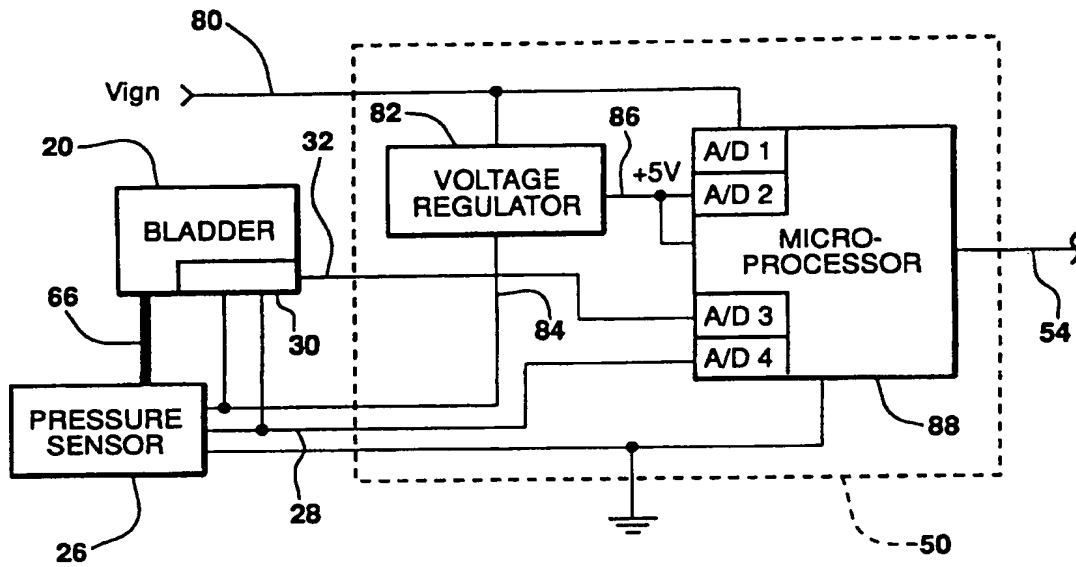 80
Vign
82
86
+5V
A/D 1
A/D 2
20
32
VOLTAGE
REGULATOR
BLADDER
MICRO-
PROCESSOR
66
30
84
A/D 3
A/D 4
54
PRESSURE
SENSOR
88
28
26
50